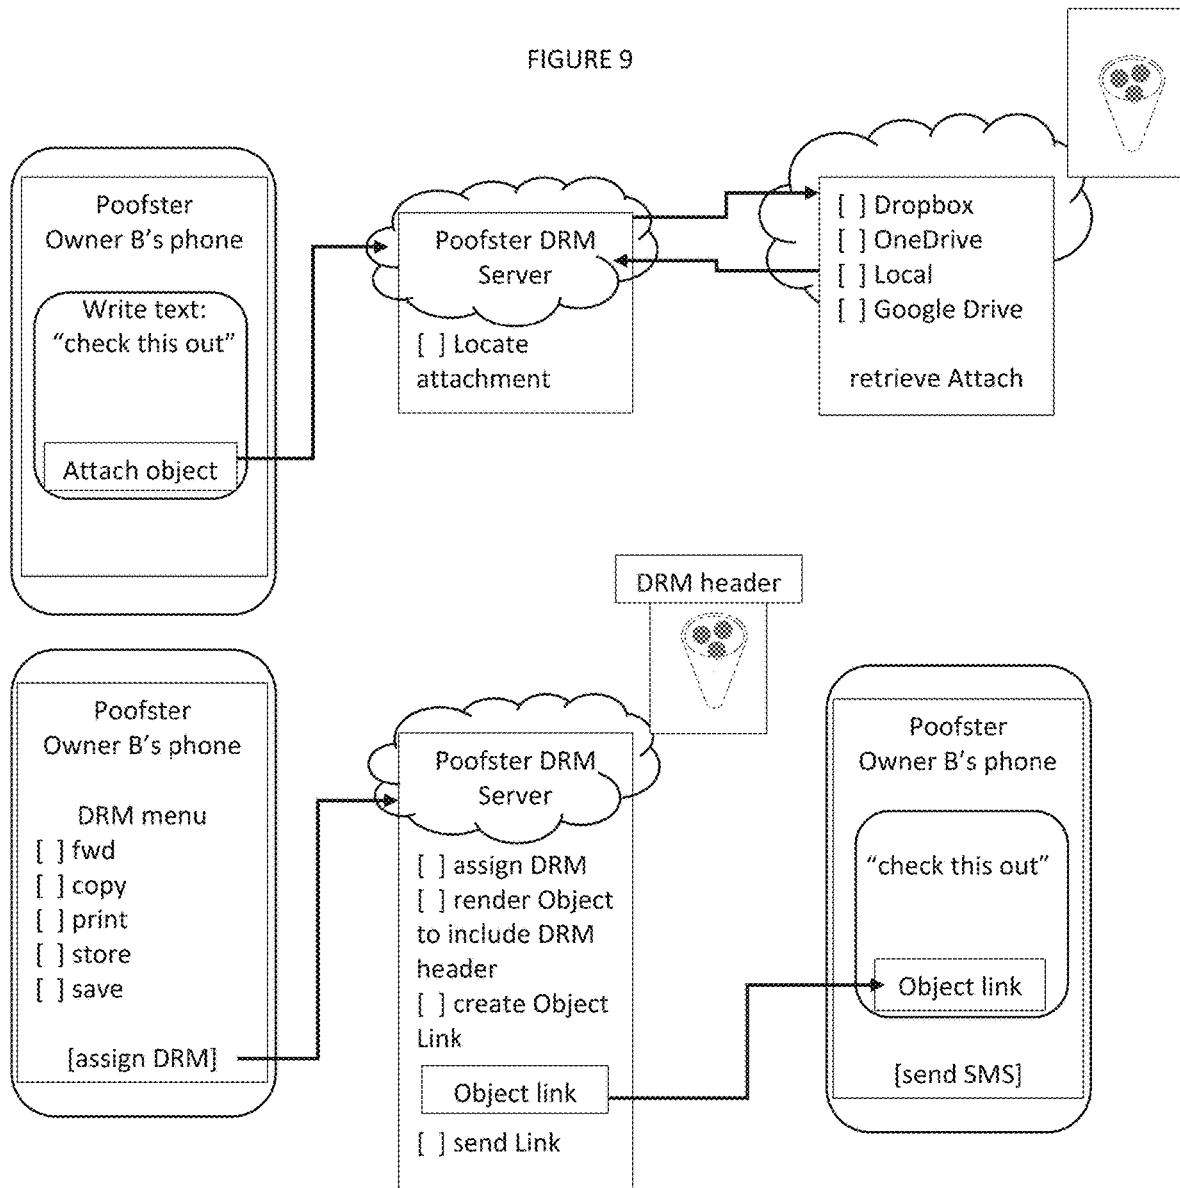 FIGURE 9
Poofster
Owner B's phone
Write text:
“check this out”
Attach object
Poofster DRM
Server
[ ] Locate
attachment
[ ] Dropbox
[ ] OneDrive
[ ] Local
[ ] Google Drive
retrieve Attach
DRM header
Poofster
Owner B's phone
DRM menu
[ ] fwd
[ ] copy
[ ] print
[ ] store
[ ] save
[assign DRM]
Poofster DRM
Server
[ ] assign DRM
[ ] render Object
to include DRM
header
[ ] create Object
Link
Object link
[ ] send Link
Poofster
Owner B's phone
“check this out”
Object link
[send SMS]